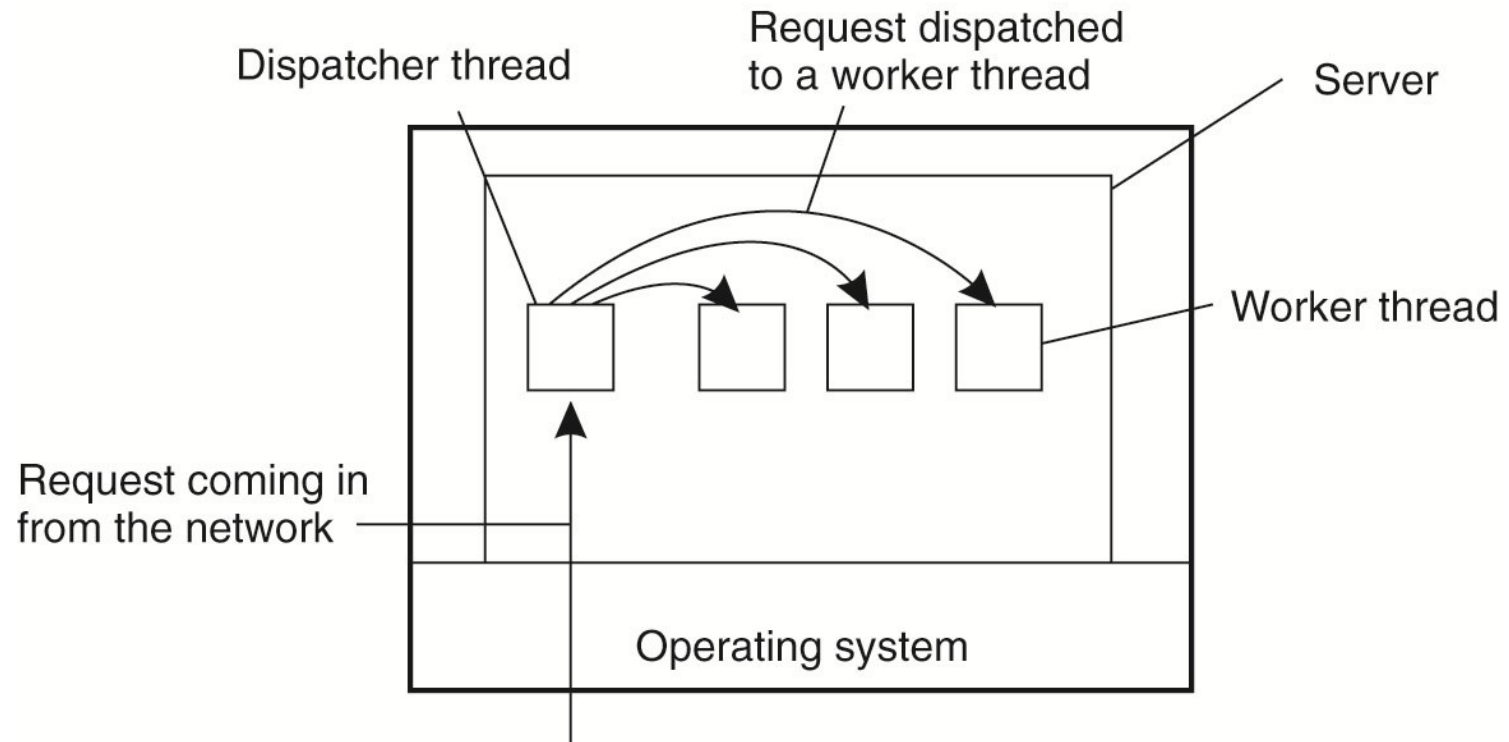 Dispatcher thread
Request dispatched
to a worker thread
Server
Worker thread
Request coming in
from the network
Operating system